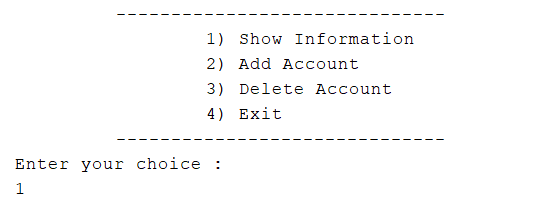 ------------------------------
1) Show Information
2) Add Account
3) Delete Account
4) Exit
------------------------------
Enter your choice :
1